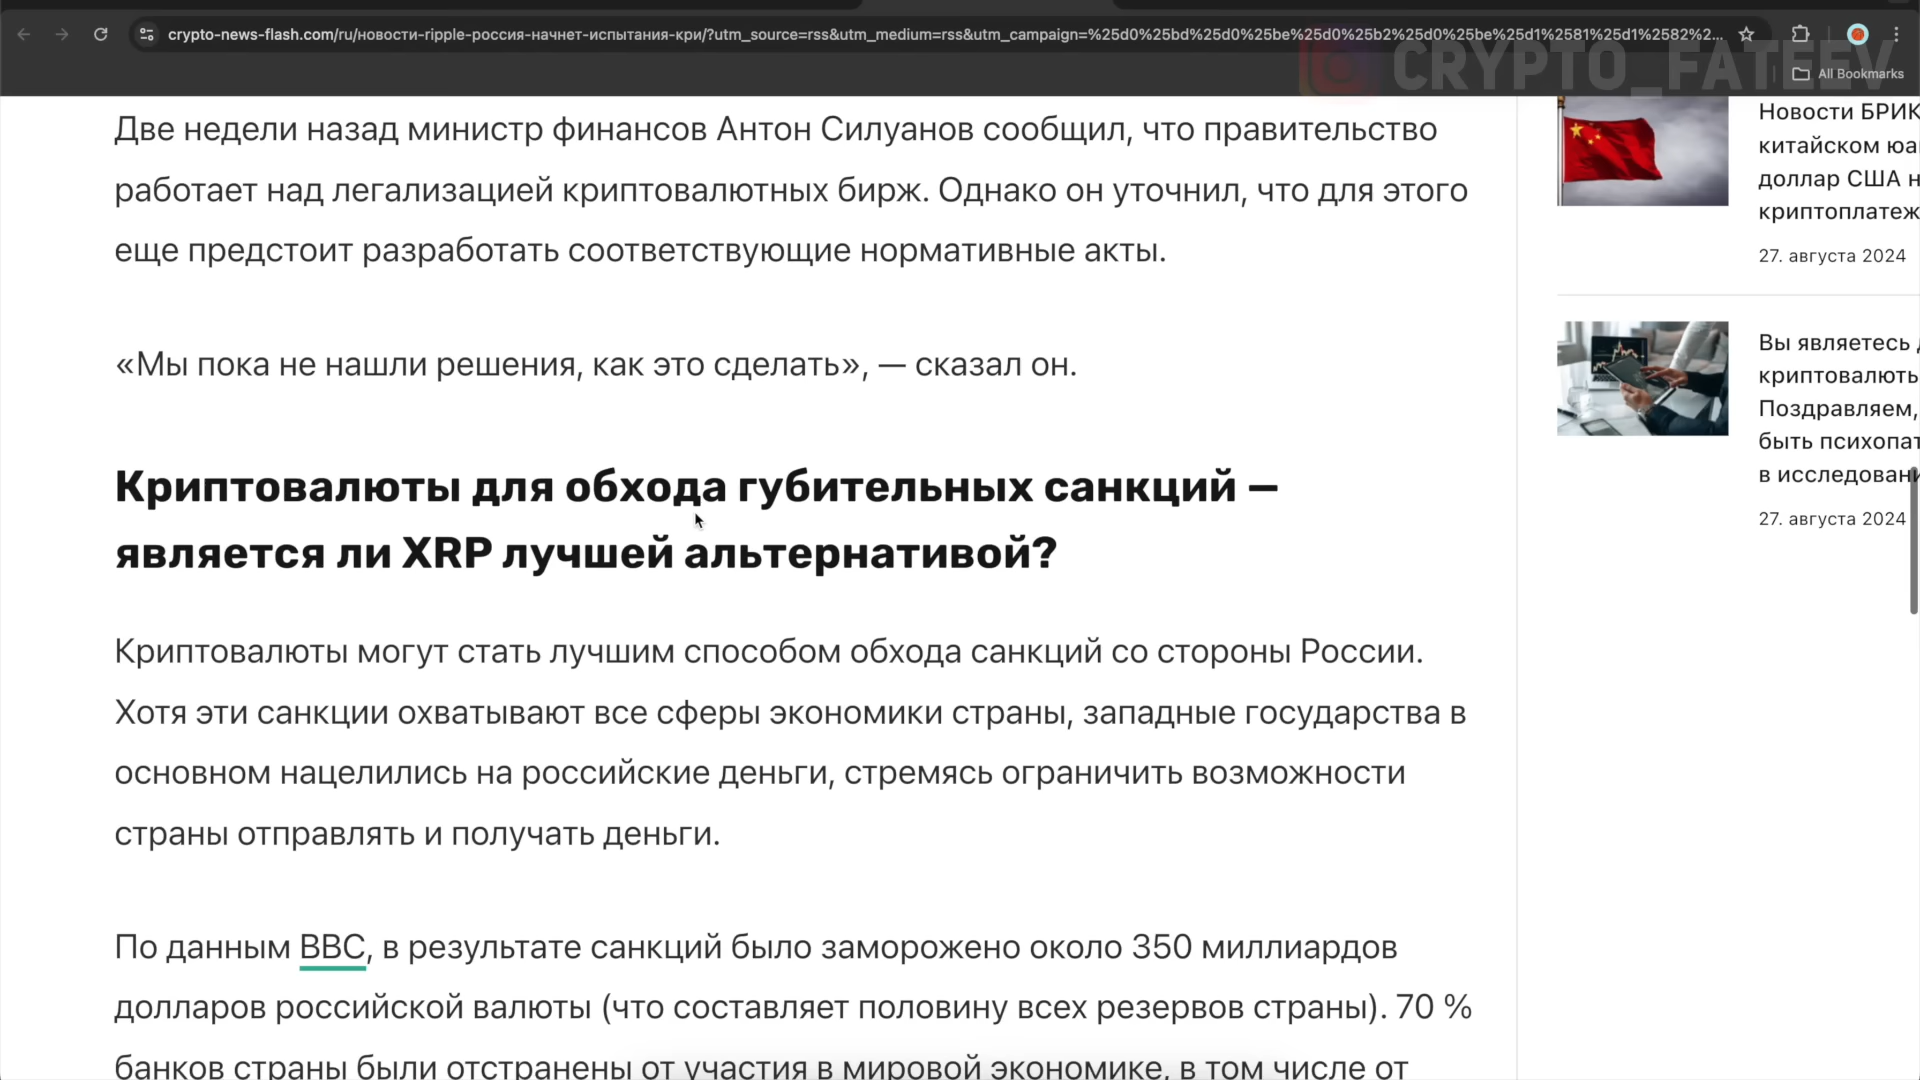 crypto-news-flash.com/ru/новости-ripple-россия-начнет-испытания-кри/?utm_source=rss&utm_medium=rss&utm_campaign=%25d0%25bd%25d0%25be%25d0%25b2%25d0%25be%25d1%2581%25d1%2582%2...
CRYPTO_FATEEV
All Bookmarks
Две недели назад министр финансов Антон Силуанов сообщил, что правительство
работает над легализацией криптовалютных бирж. Однако он уточнил, что для этого
еще предстоит разработать соответствующие нормативные акты.
«Мы пока не нашли решения, как это сделать», — сказал он.
Криптовалюты для обхода губительных санкций —
является ли XRP лучшей альтернативой?
Криптовалюты могут стать лучшим способом обхода санкций со стороны России.
Хотя эти санкции охватывают все сферы экономики страны, западные государства в
основном нацелились на российские деньги, стремясь ограничить возможности
страны отправлять и получать деньги.
По данным BBC, в результате санкций было заморожено около 350 миллиардов
долларов российской валюты (что составляет половину всех резервов страны). 70 %
банков страны были отстранены от участия в мировой экономике, в том числе от
Новости БРИК
китайском юа
доллар США н
криптоплатеж
27. августа 2024
Вы являетесь
криптовалють
Поздравляем,
быть психопат
в исследовани
27. августа 2024